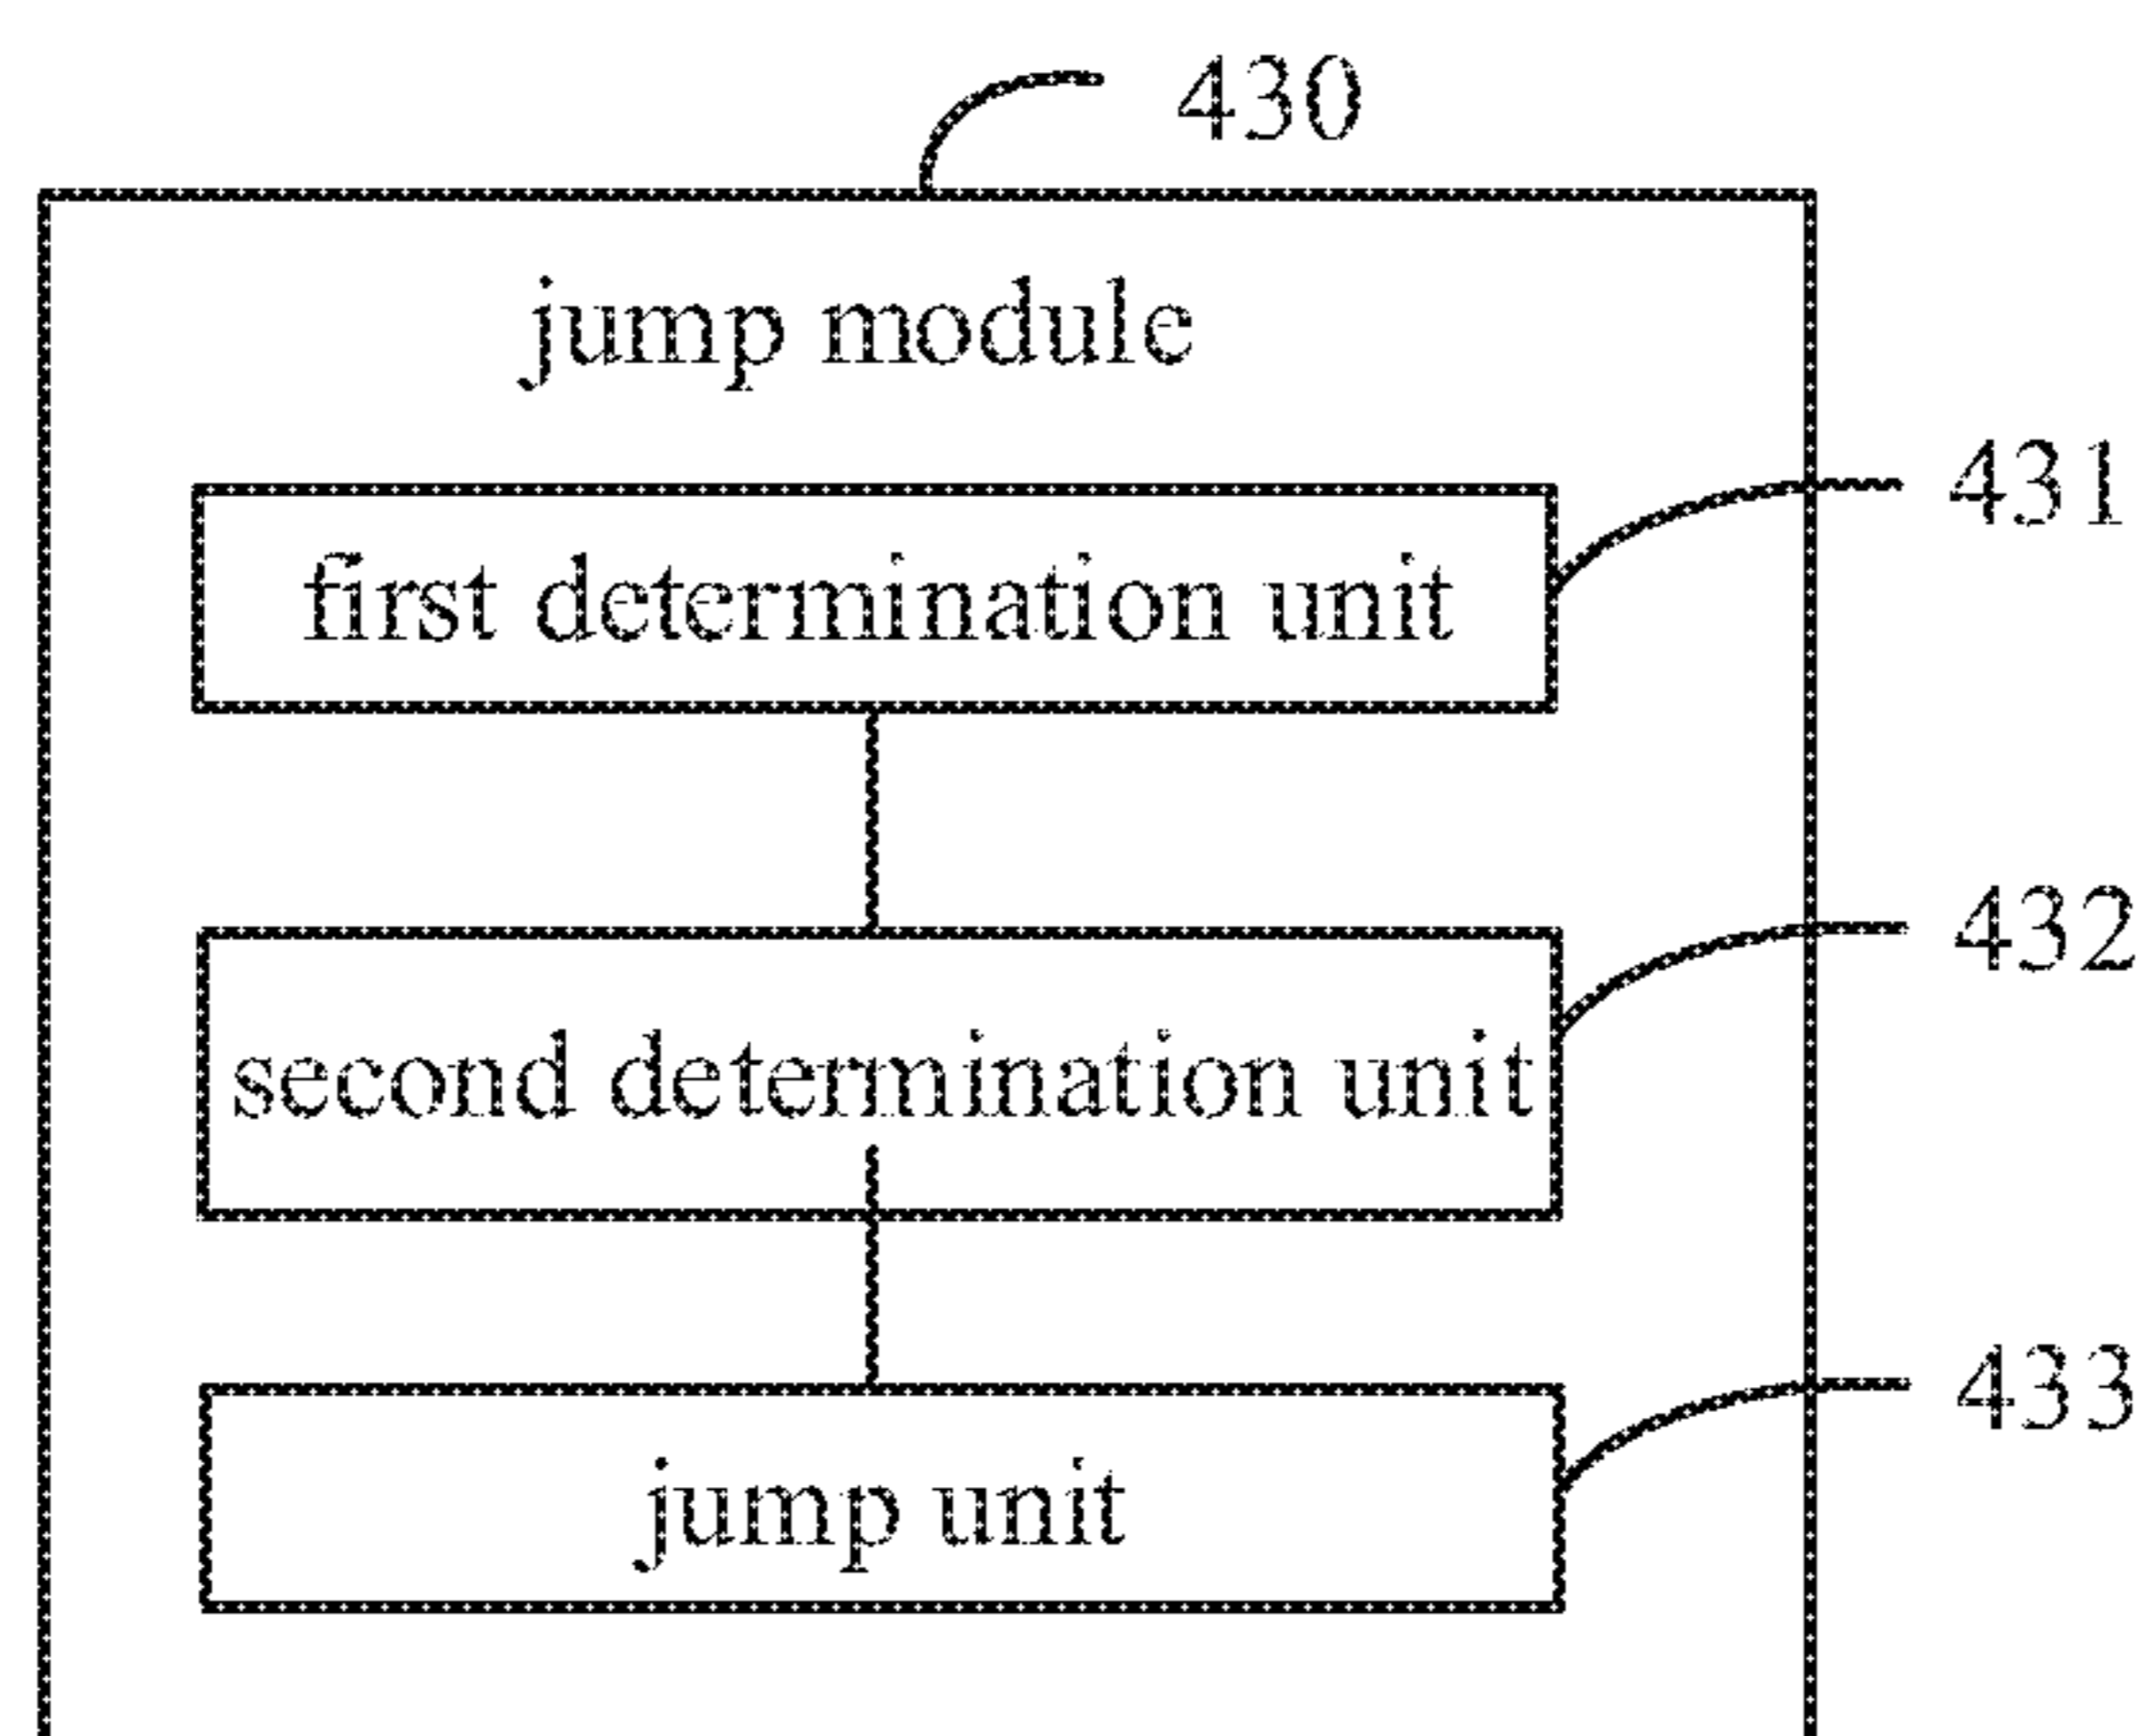 430
jump module
431
first determination unit
432
second determination unit
433
jump unit